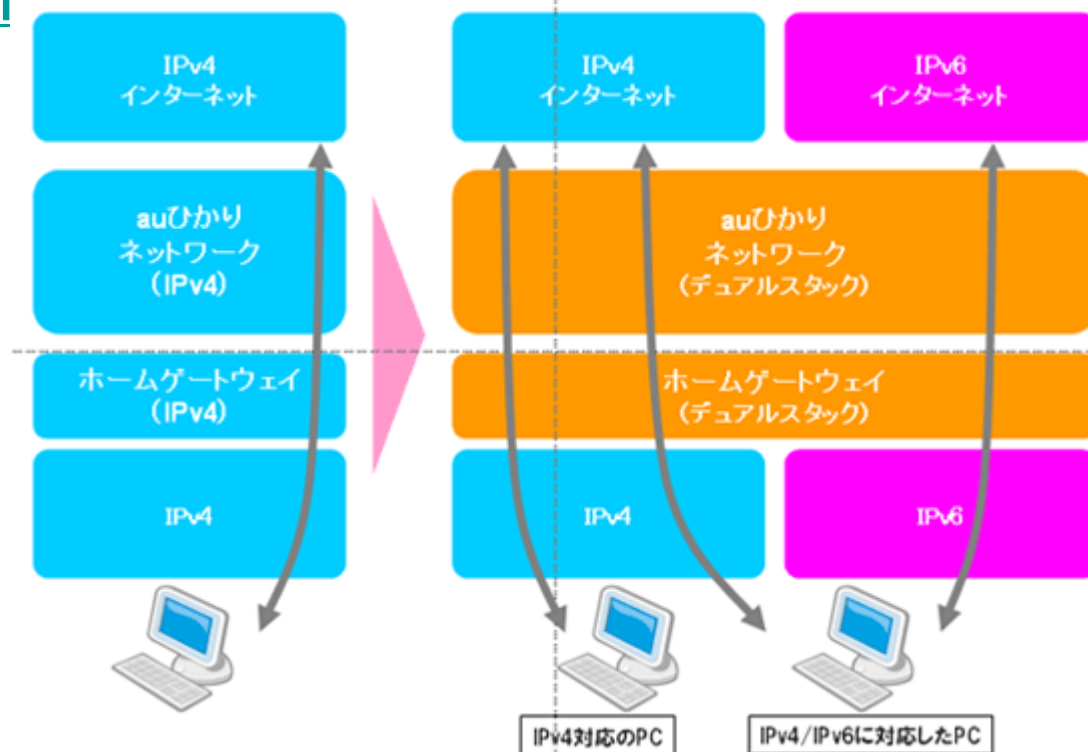 IPv4
インターネット
auひかり
ネットワーク
(IPv4)
ホームゲートウェイ
(IPv4)
IPv4
IPv4
インターネット
IPv6
インターネット
auひかり
ネットワーク
(デュアルスタック)
ホームゲートウェイ
(デュアルスタック)
IPv4
IPv6
IPv4対応のPC
IPv4/IPv6に対応したPC